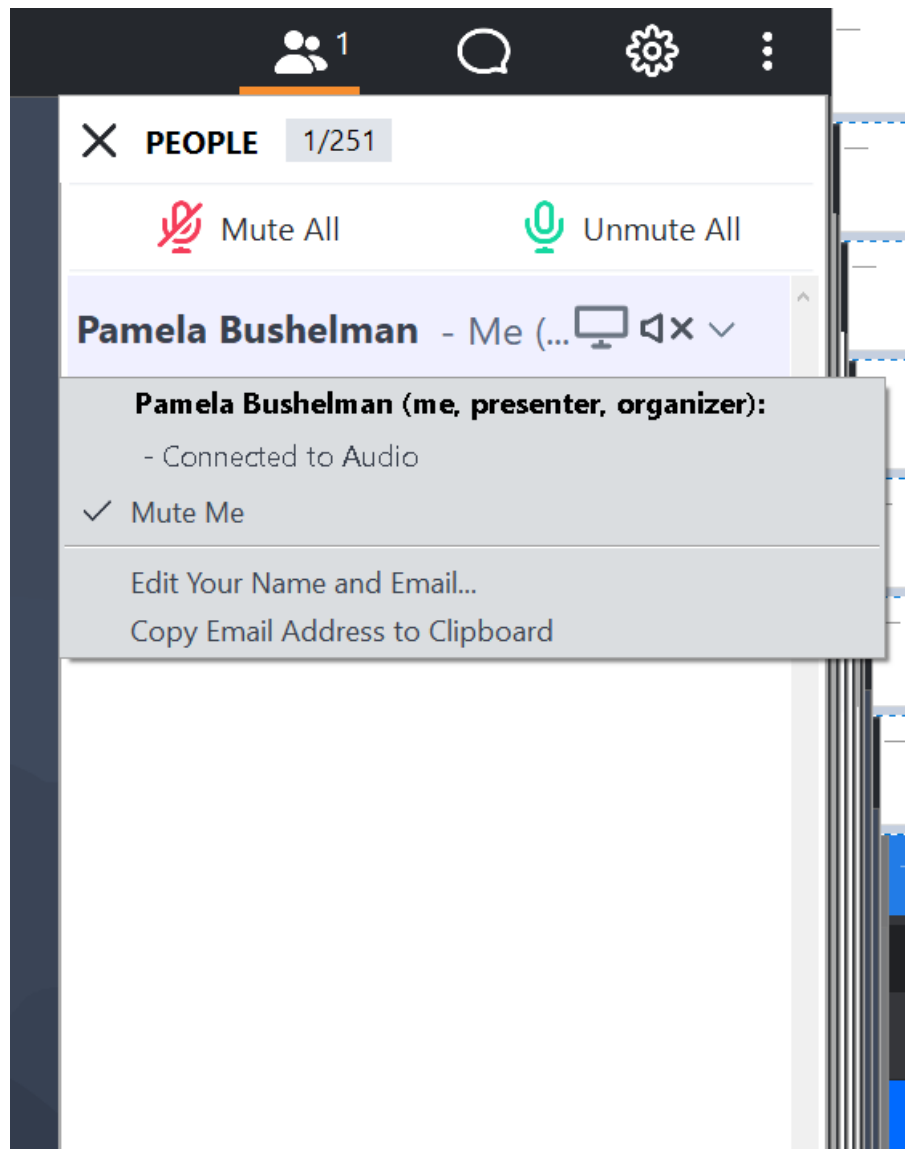 1
PEOPLE 1/251
Mute All Unmute All
Pamela Bushelman - Me (...
Pamela Bushelman (me, presenter, organizer):
- Connected to Audio
Mute Me
Edit Your Name and Email...
Copy Email Address to Clipboard